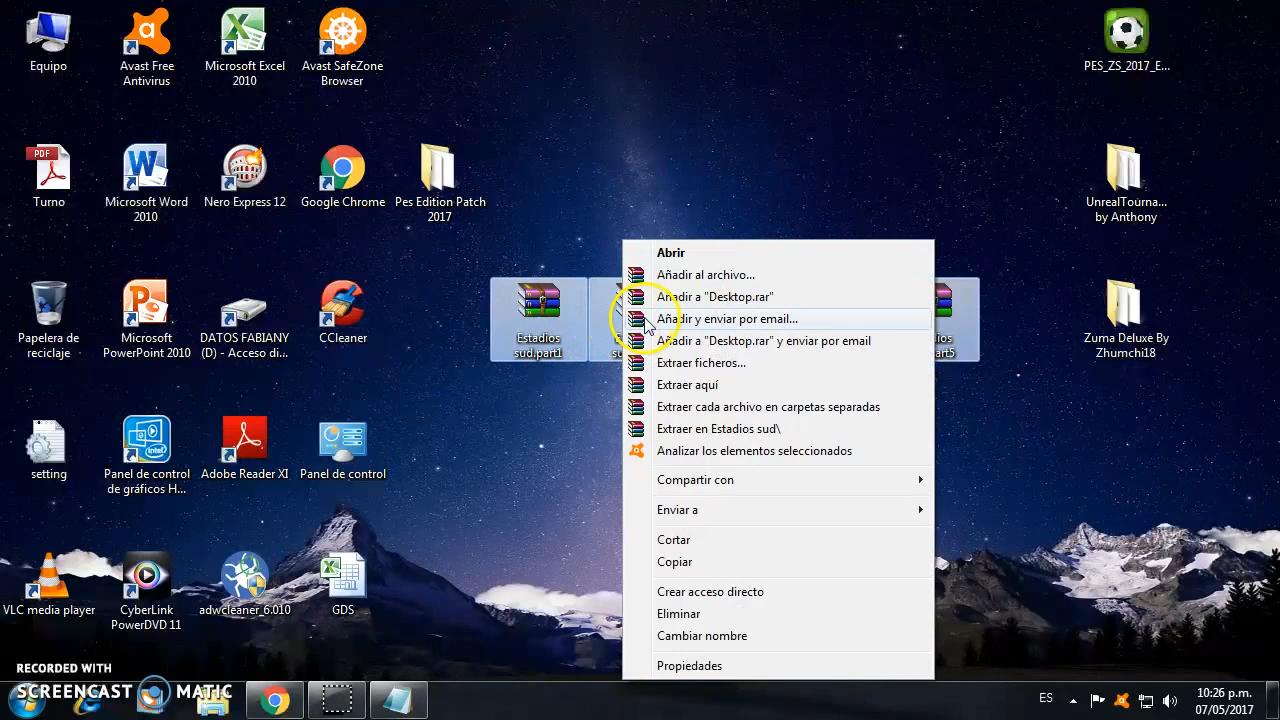 Equipo
Avast Free
Antivirus
Microsoft Excel
2010
Avast SafeZone
Browser
PES_ZS_2017_E...
PDF
Turno
Microsoft Word
2010
Nero Express 12
Google Chrome
Pes Edition Patch
2017
UnrealTourna...
by Anthony
Papelera de
reciclaje
Microsoft
PowerPoint 2010
DATOS FABIANY
(D) - Acceso di...
CCleaner
Estadios
sud.part1
Zuma Deluxe By
Zhumchi18
Abrir
Añadir al archivo...
Añadir a "Desktop.rar"
Añadir y enviar por email...
Añadir a "Desktop.rar" y enviar por email
Extraer ficheros...
Extraer aquí
Extraer cada archivo en carpetas separadas
Extraer en Estadios sud\
Analizar los elementos seleccionados
Compartir con
Enviar a
Cortar
Copiar
Crear acceso directo
Eliminar
Cambiar nombre
Propiedades
setting
Panel de control
de gráficos H...
Adobe Reader XI
Panel de control
VLC media player
CyberLink
PowerDVD 11
adwcleaner_6.010
GDS
RECORDED WITH
SCREENCAST MATIC
ES
10:26 p.m.
07/05/2017